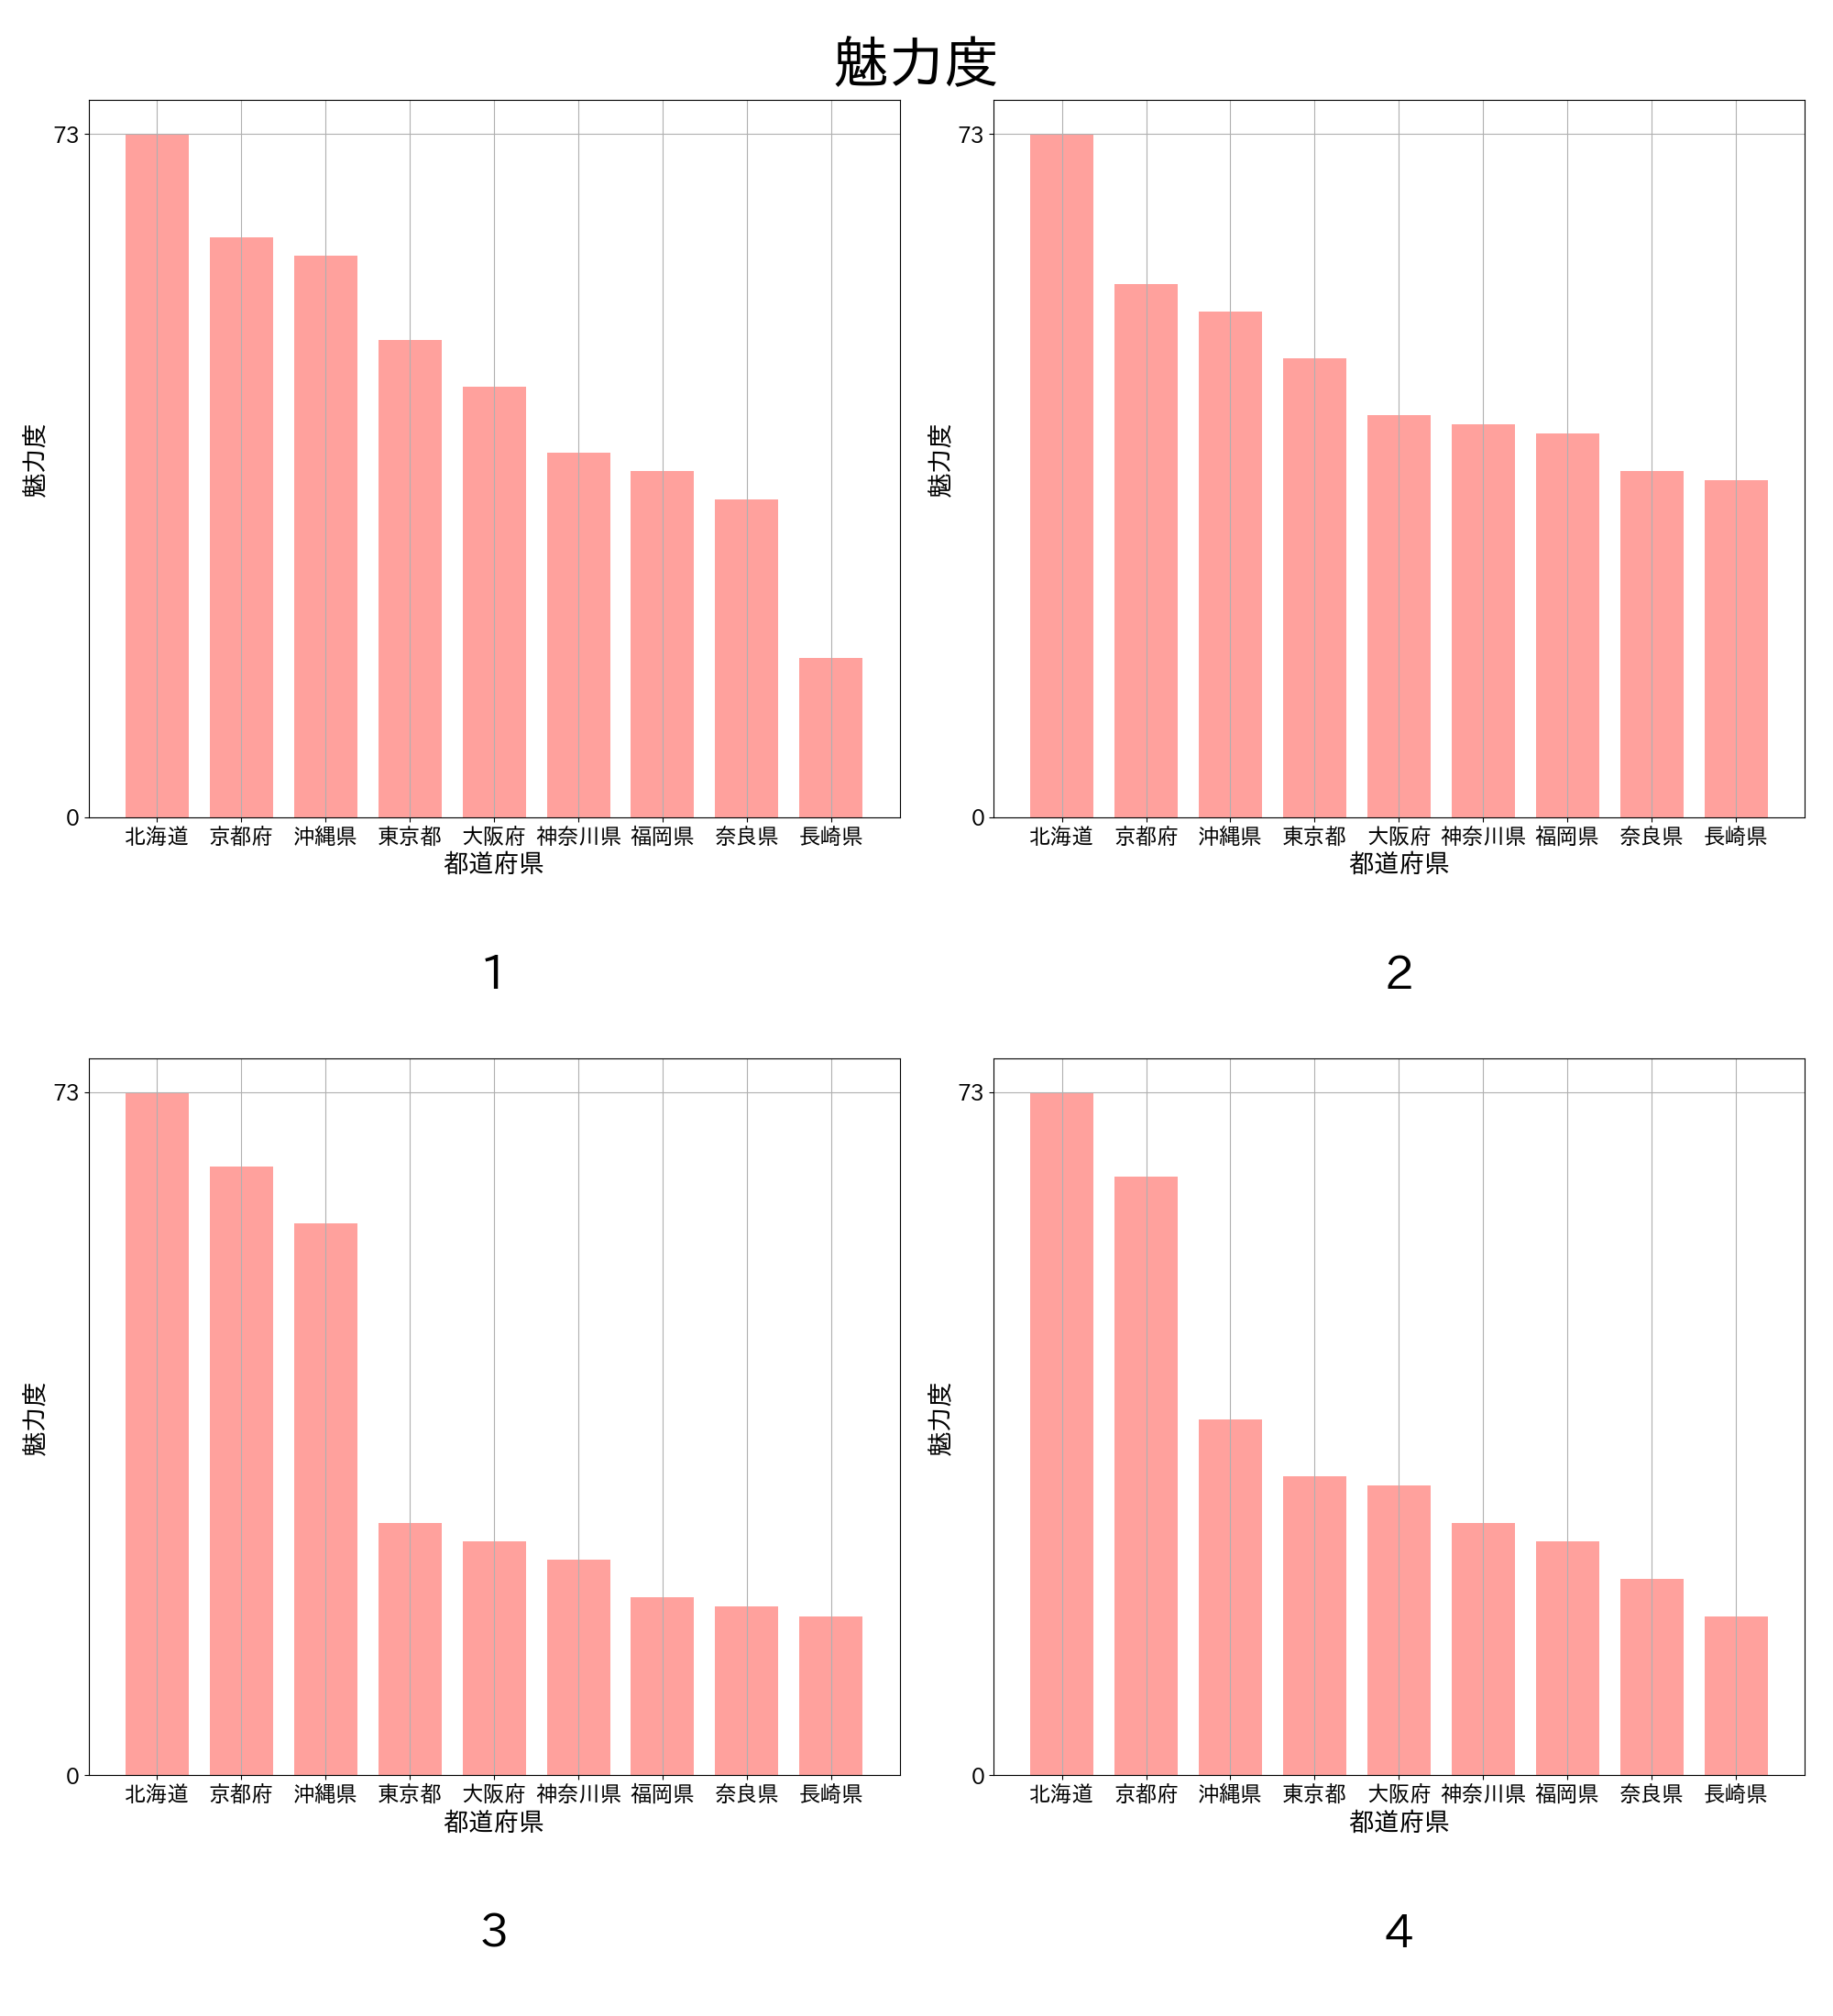 魅力度
73
0
魅力度
北海道 京都府 沖縄県 東京都 大阪府 神奈川県 福岡県 奈良県 長崎県
都道府県
1
73
0
魅力度
北海道 京都府 沖縄県 東京都 大阪府 神奈川県 福岡県 奈良県 長崎県
都道府県
2
73
0
魅力度
北海道 京都府 沖縄県 東京都 大阪府 神奈川県 福岡県 奈良県 長崎県
都道府県
3
73
0
魅力度
北海道 京都府 沖縄県 東京都 大阪府 神奈川県 福岡県 奈良県 長崎県
都道府県
4